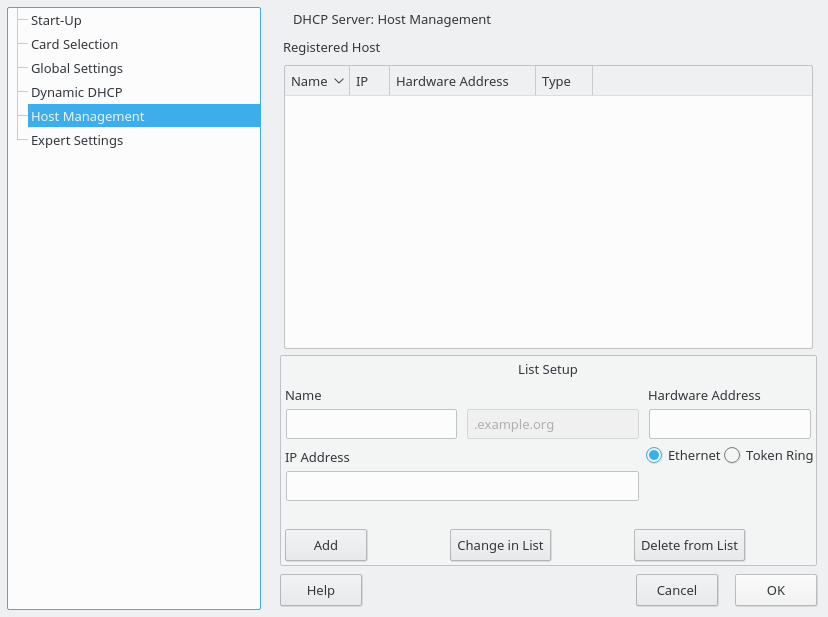 Start-Up
Card Selection
Global Settings
Dynamic DHCP
Host Management
Expert Settings
DHCP Server: Host Management
Registered Host
Name IP Hardware Address Type
List Setup
Name Hardware Address
.example.org
IP Address Ethernet Token Ring
Add Change in List Delete from List
Help Cancel OK